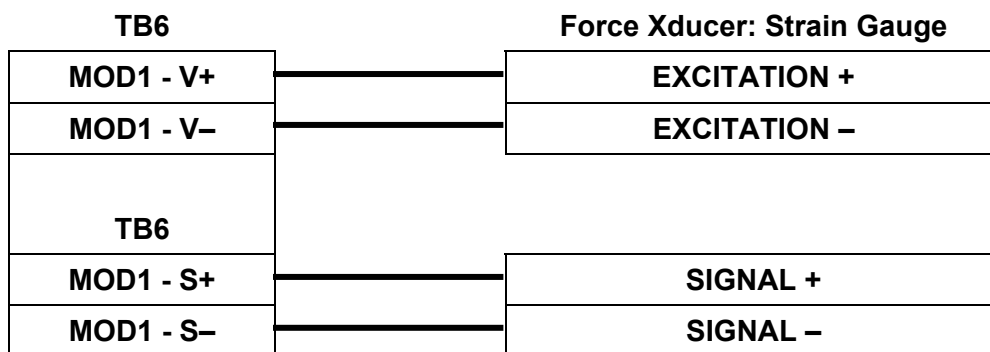 TB6 Force Xducer: Strain Gauge
MOD1 - V+ EXCITATION +
MOD1 - V– EXCITATION –
TB6
MOD1 - S+ SIGNAL +
MOD1 - S– SIGNAL –